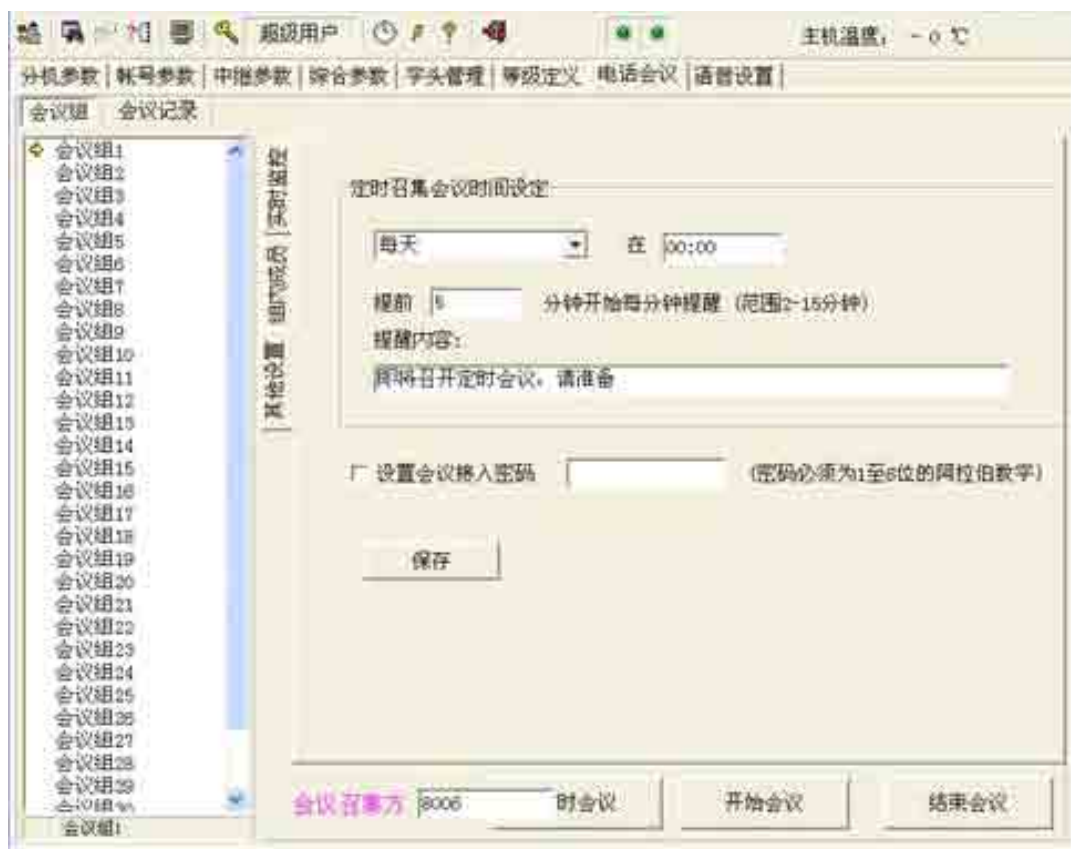 超级用户 主机温度: -0 ℃
分机参数 帐号参数 中继参数 综合参数 字头管理 等级定义 电话会议 语音设置
会议组 会议记录
会议组1
会议组2
会议组3
会议组4
会议组5
会议组6
会议组7
会议组8
会议组9
会议组10
会议组11
会议组12
会议组13
会议组14
会议组15
会议组16
会议组17
会议组18
会议组19
会议组20
会议组21
会议组22
会议组23
会议组24
会议组25
会议组26
会议组27
会议组28
会议组29
会议组30
会议组1
实时监控
组内成员
其他设置
定时召集会议时间设定
每天 在 00:00
提前 5 分钟开始每分钟提醒 (范围2-15分钟)
提醒内容:
即将召开定时会议,请准备
设置会议接入密码 (密码必须为1至6位的阿拉伯数字)
保存
会议召集方 8006 时会议 开始会议 结束会议